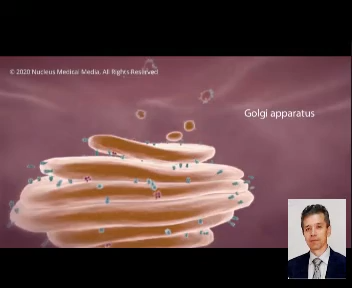 © 2020 Nucleus Medical Media, All Rights Reserved
Golgi apparatus